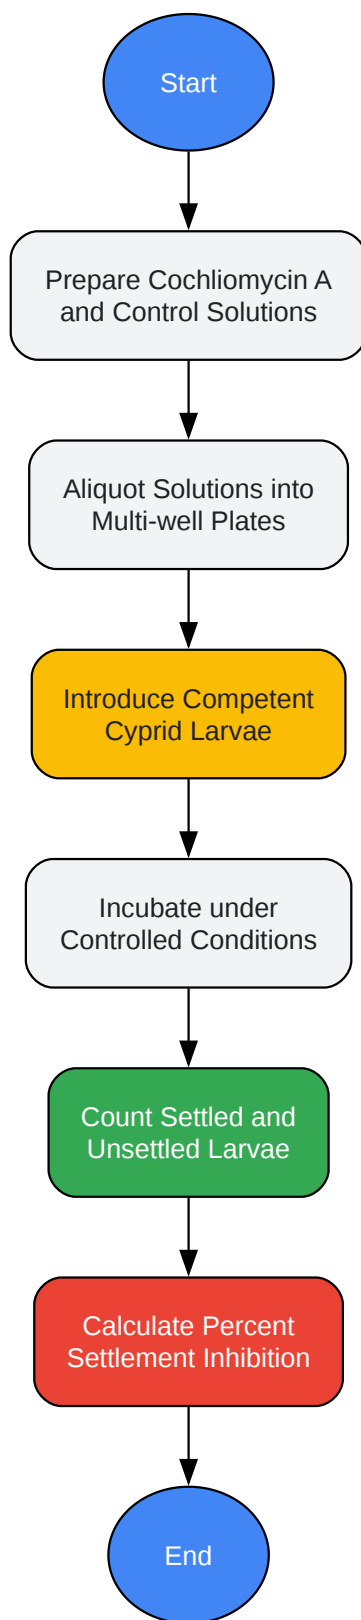 Start
Prepare Cochliomycin A
and Control Solutions
Aliquot Solutions into
Multi-well Plates
Introduce Competent
Cyprid Larvae
Incubate under
Controlled Conditions
Count Settled and
Unsettled Larvae
Calculate Percent
Settlement Inhibition
End